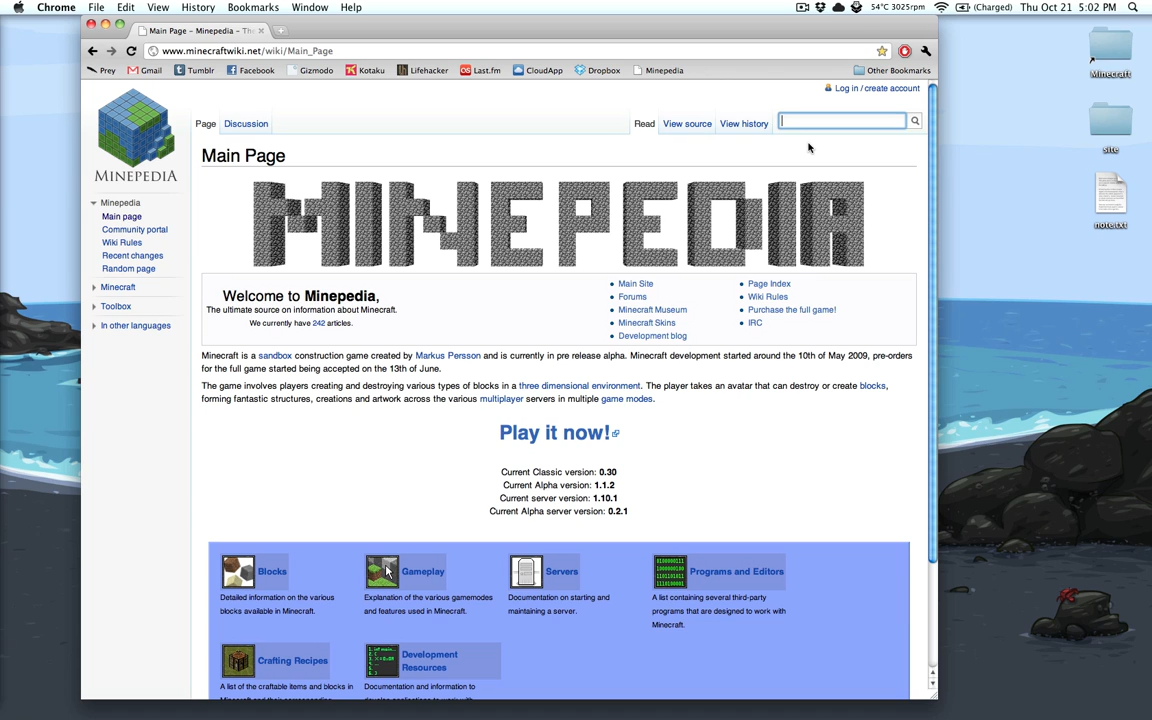 Chrome File Edit View History Bookmarks Window Help 54°C 3025rpm (Charged) Thu Oct 21 5:02 PM
Main Page – Minepedia – Th
www.minecraftwiki.net/wiki/Main_Page
Prey Gmail Tumblr Facebook Gizmodo Kotaku Lifehacker Last.fm CloudApp Dropbox Minepedia Other Bookmarks
Minecraft
site
note.txt
Log in / create account
Page Discussion Read View source View history
MINEPEDIA
Minepedia
Main page
Community portal
Wiki Rules
Recent changes
Random page
Minecraft
Toolbox
In other languages
Main Page
MINEPEDIA
Welcome to Minepedia,
The ultimate source on information about Minecraft.
We currently have 242 articles.
Main Site
Forums
Minecraft Museum
Minecraft Skins
Development blog
Page Index
Wiki Rules
Purchase the full game!
IRC
Minecraft is a sandbox construction game created by Markus Persson and is currently in pre release alpha. Minecraft development started around the 10th of May 2009, pre-orders
for the full game started being accepted on the 13th of June.
The game involves players creating and destroying various types of blocks in a three dimensional environment. The player takes an avatar that can destroy or create blocks,
forming fantastic structures, creations and artwork across the various multiplayer servers in multiple game modes.
Play it now!
Current Classic version: 0.30
Current Alpha version: 1.1.2
Current server version: 1.10.1
Current Alpha server version: 0.2.1
Blocks
Detailed information on the various
blocks available in Minecraft.
Gameplay
Explanation of the various gamemodes
and features used in Minecraft.
Servers
Documentation on starting and
maintaining a server.
Programs and Editors
A list containing several third-party
programs that are designed to work with
Minecraft.
Crafting Recipes
A list of the craftable items and blocks in
Development
Resources
Documentation and information to